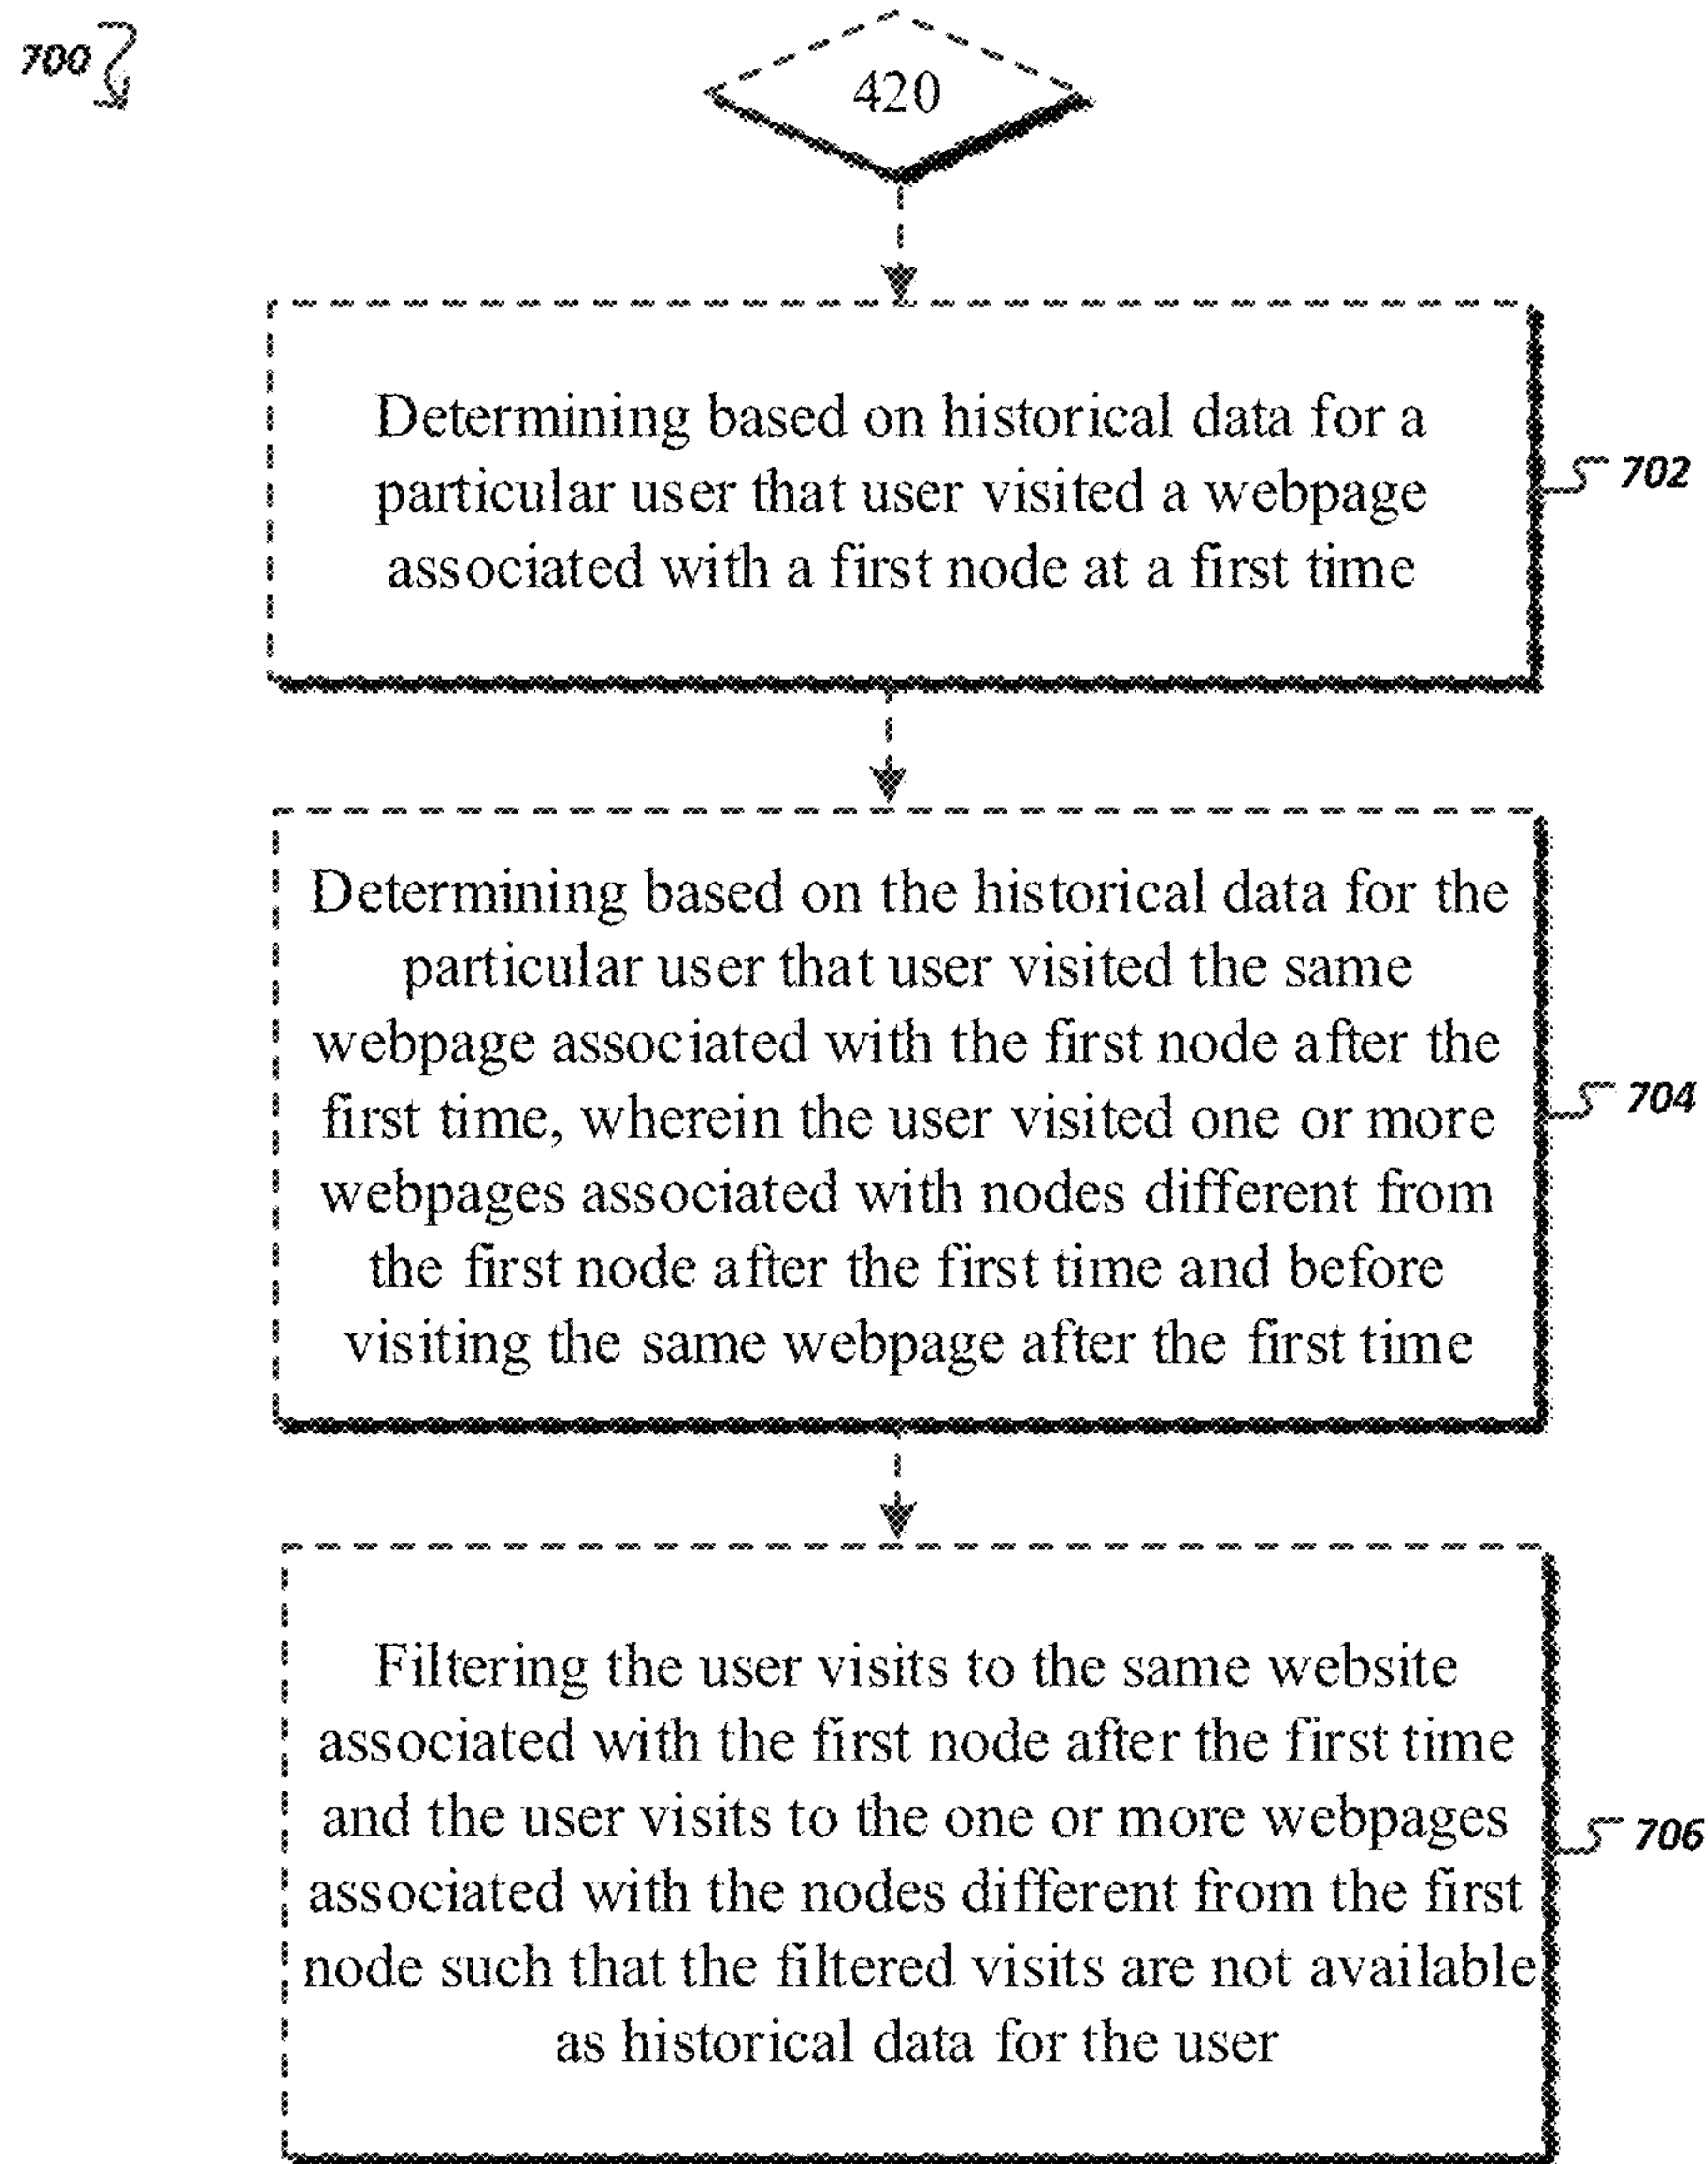 700
420
Determining based on historical data for a
particular user that user visited a webpage
associated with a first node at a first time
702
Determining based on the historical data for the
particular user that user visited the same
webpage associated with the first node after the
first time, wherein the user visited one or more
webpages associated with nodes different from
the first node after the first time and before
visiting the same webpage after the first time
704
Filtering the user visits to the same website
associated with the first node after the first time
and the user visits to the one or more webpages
associated with the nodes different from the first
node such that the filtered visits are not available
as historical data for the user
706